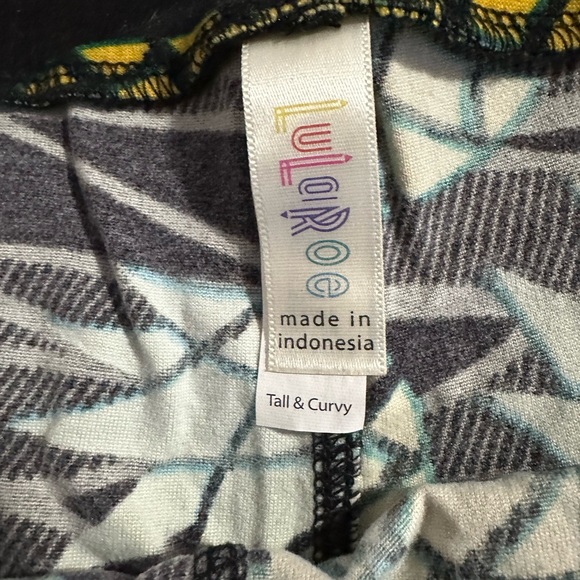 LuLaRoe
made in
indonesia
Tall & Curvy